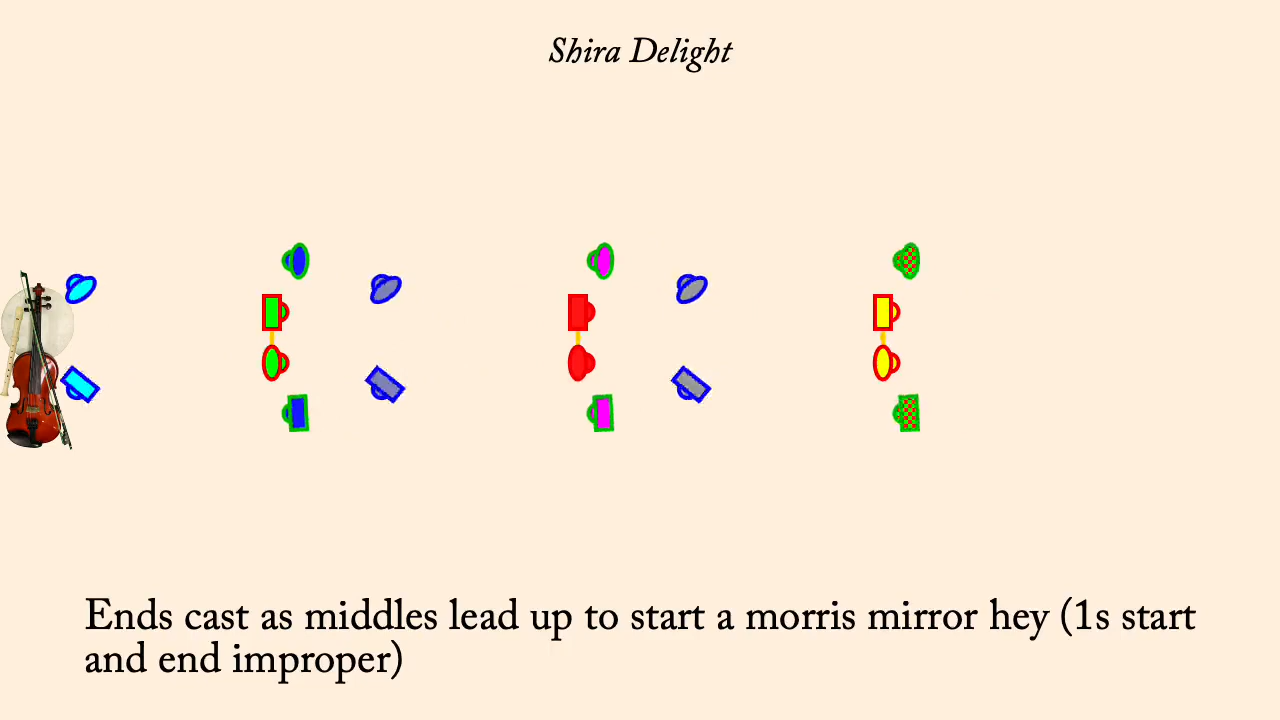 Shira Delight
Ends cast as middles lead up to start a morris mirror hey (1s start
and end improper)